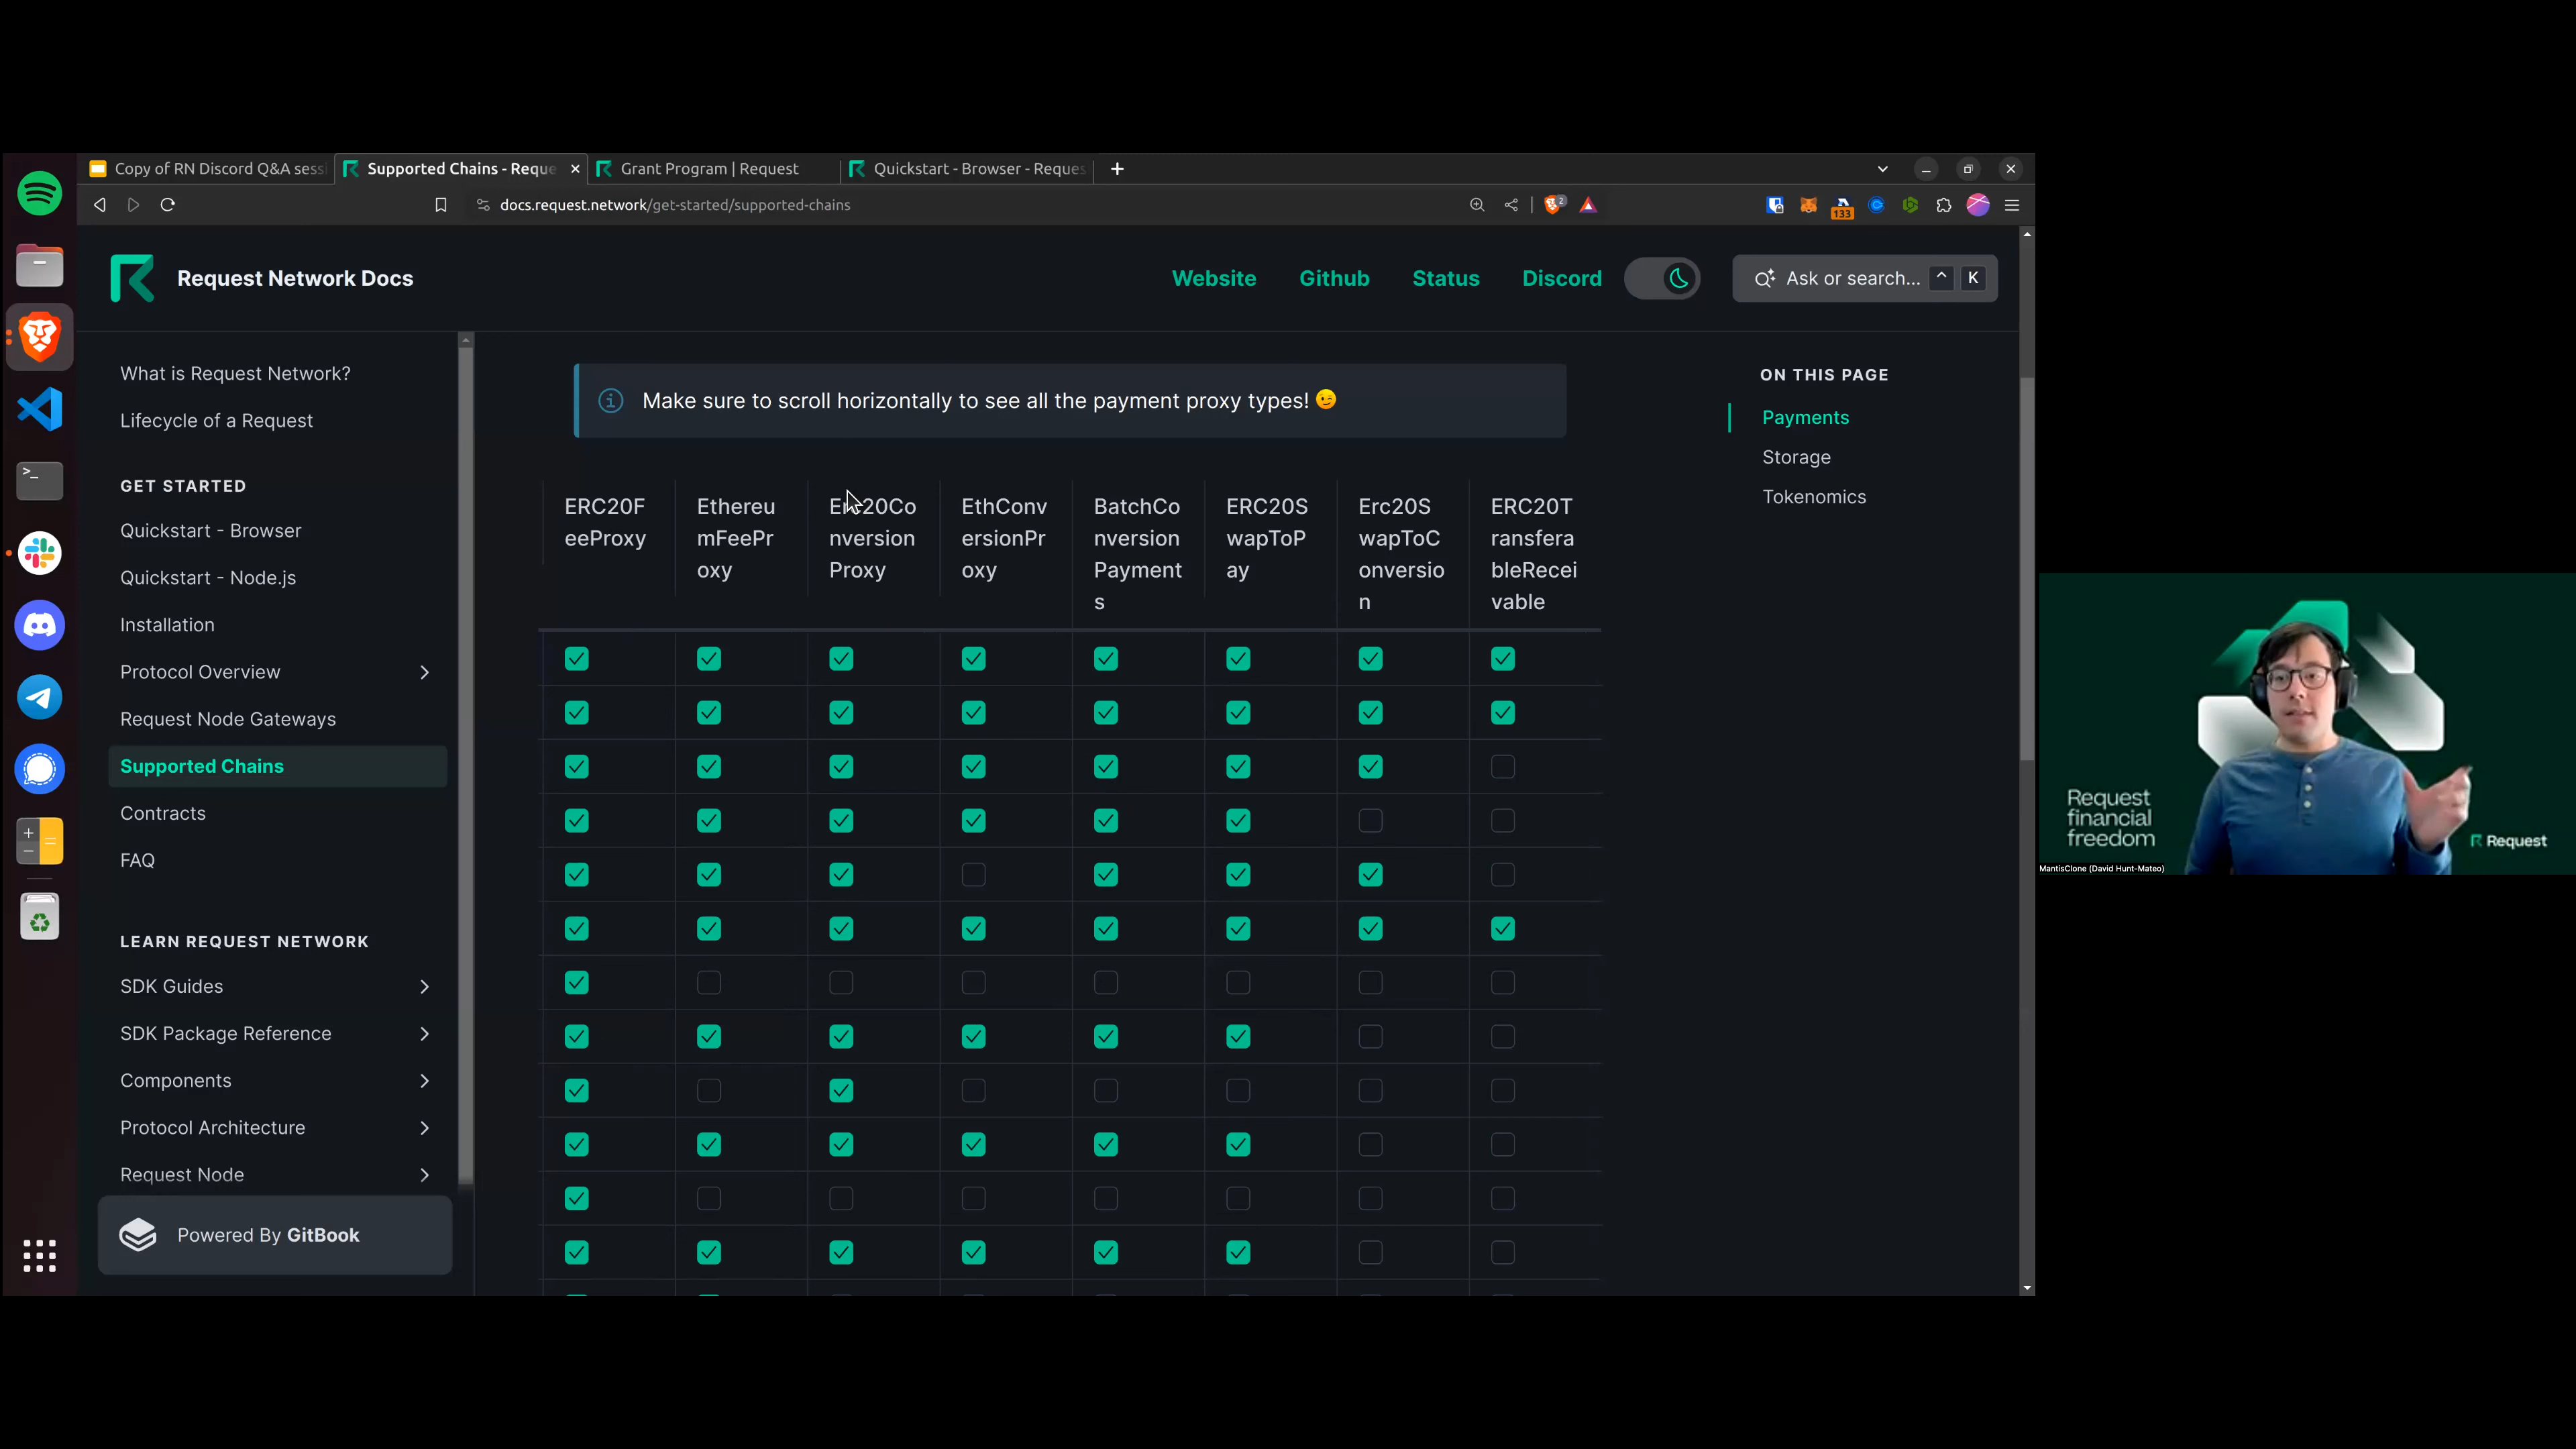 Copy of RN Discord Q&A sessi
Supported Chains - Reque
Grant Program | Request
Quickstart - Browser - Reques
docs.request.network/get-started/supported-chains
2
133
Request Network Docs
Website
Github
Status
Discord
Ask or search...
^
K
What is Request Network?
Lifecycle of a Request
GET STARTED
Quickstart - Browser
Quickstart - Node.js
Installation
Protocol Overview
Request Node Gateways
Supported Chains
Contracts
FAQ
LEARN REQUEST NETWORK
SDK Guides
SDK Package Reference
Components
Protocol Architecture
Request Node
Powered By GitBook
Make sure to scroll horizontally to see all the payment proxy types! 😉
ERC20F
eeProxy
Ethereu
mFeePr
oxy
Erc20Co
nversion
Proxy
EthConv
ersionPr
oxy
BatchCo
nversion
Payment
s
ERC20S
wapToP
ay
Erc20S
wapToC
onversio
n
ERC20T
ransfera
bleRecei
vable
ON THIS PAGE
Payments
Storage
Tokenomics
Request
financial
freedom
Request
MantisClone (David Hunt-Mateo)